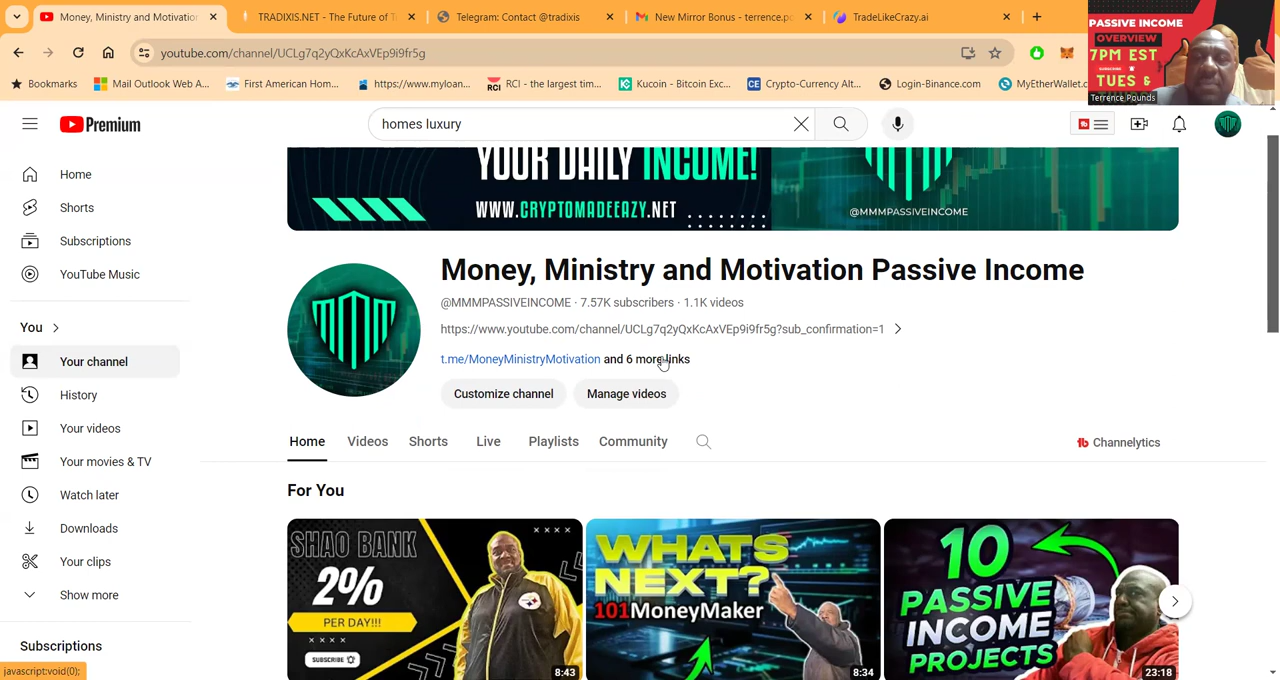 Money, Ministry and Motivation
TRADIXIS.NET - The Future of T
Telegram: Contact @tradixis
New Mirror Bonus - terrence.po
TradeLikeCrazy.ai
youtube.com/channel/UCLg7q2yQxKcAxVEp9i9fr5g
Bookmarks
Mail Outlook Web A...
First American Hom...
https://www.myloan...
RCI - the largest tim...
Kucoin - Bitcoin Exc...
Crypto-Currency Alt...
Login-Binance.com
MyEtherWallet.c
PASSIVE INCOME
OVERVIEW
7PM EST
SUBSCRIBE
TUES &
Terrence Pounds
Premium
homes luxury
YOUR DAILY INCOME!
WWW.CRYPTOMADEEAZY.NET
@MMMPASSIVEINCOME
Home
Shorts
Subscriptions
YouTube Music
You
Your channel
History
Your videos
Your movies & TV
Watch later
Downloads
Your clips
Show more
Subscriptions
javascript:void(0);
Money, Ministry and Motivation Passive Income
@MMMPASSIVEINCOME · 7.57K subscribers · 1.1K videos
https://www.youtube.com/channel/UCLg7q2yQxKcAxVEp9i9fr5g?sub_confirmation=1
t.me/MoneyMinistryMotivation and 6 more links
Customize channel
Manage videos
Home
Videos
Shorts
Live
Playlists
Community
Channelytics
For You
SHAO BANK
2%
PER DAY!!!
SUBSCRIBE
8:43
WHATS
NEXT?
101MoneyMaker
8:34
10
PASSIVE
INCOME
PROJECTS
23:18